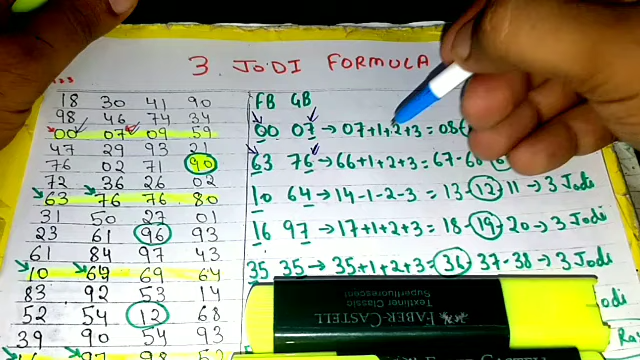 3. JODI FORMULA
18 30 41 90
98 46 74 34
00 07 09 59
47 29 93 21
76 02 71 90
72 36 26 02
63 76 76 80
31 50 27 01
23 61 96 93
61 84 97 43
10 64 69 64
83 92 53 14
52 54 12 68
39 90 54 93
97 98 52
FB GB
00 07 → 07+1+2+3 = 08
63 76 → 66+1+2+3 = 67-68
10 64 → 14-1-2-3 = 13-12 11 → 3 Jodi
16 97 → 17+1+2+3 = 18-19-20 → 3 Jodi
35 35 → 35+1+2+3 = 36 37-38 → 3 Jodi
Jodi
FABER-CASTELL
Textliner Classic
Superfluorescent